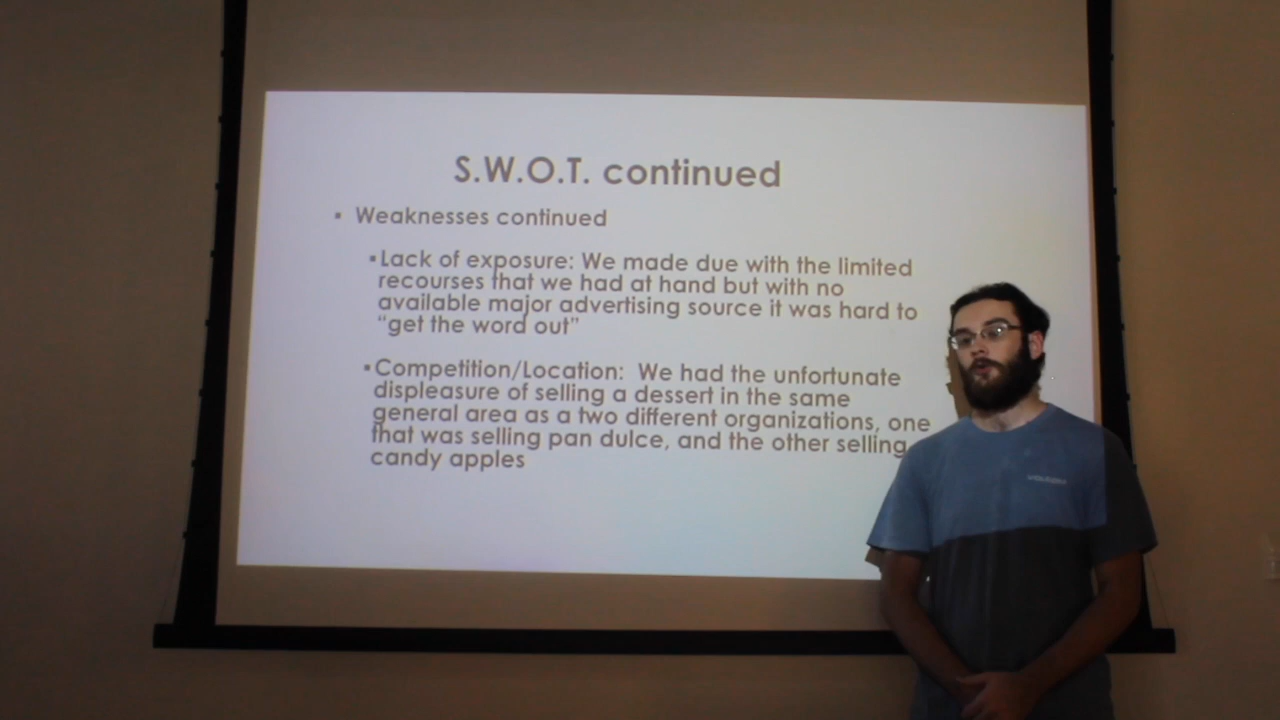 S.W.O.T. continued
▪ Weaknesses continued
▪Lack of exposure: We made due with the limited
recourses that we had at hand but with no
available major advertising source it was hard to
“get the word out”
▪Competition/Location: We had the unfortunate
displeasure of selling a dessert in the same
general area as a two different organizations, one
that was selling pan dulce, and the other selling
candy apples